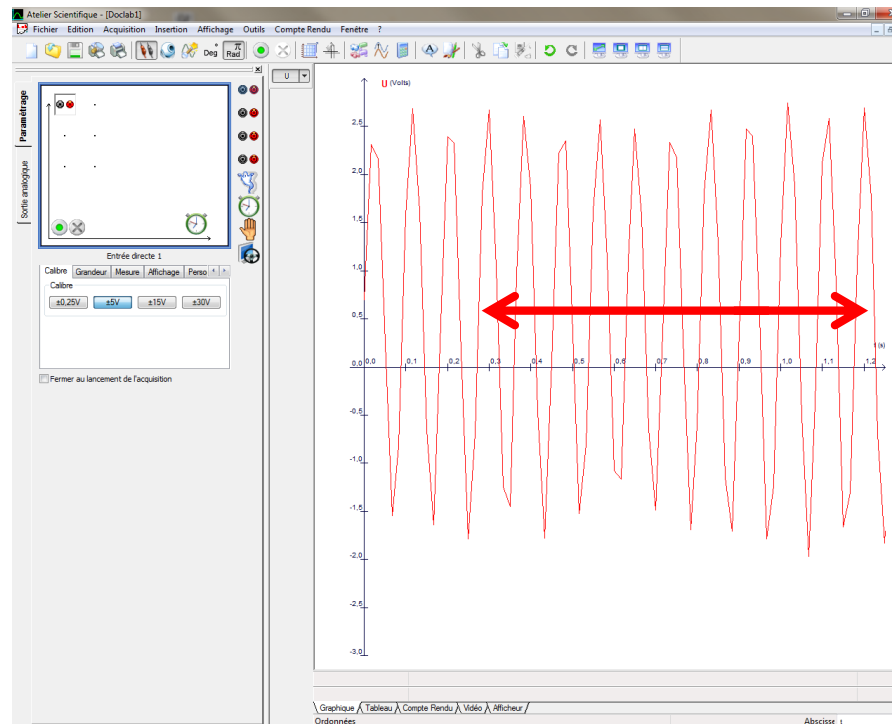 Atelier Scientifique - [Doclab1]
Fichier Edition Acquisition Insertion Affichage Outils Compte Rendu Fenêtre ?
Deg° π Rad
Paramétrage
Sortie analogique
Entrée directe 1
Calibre Grandeur Mesure Affichage Perso
Calibre
±0,25V ±5V ±15V ±30V
Fermer au lancement de l'acquisition
U
U (Volts)
2.5
2.0
1.5
1.0
0.5
t (s)
0.0 0.0 0.1 0.2 0.3 0.4 0.5 0.6 0.7 0.8 0.9 1.0 1.1 1.2
-0.5
-1.0
-1.5
-2.0
-2.5
-3.0
Graphique Tableau Compte Rendu Vidéo Afficheur
Ordonnées Abscisse t